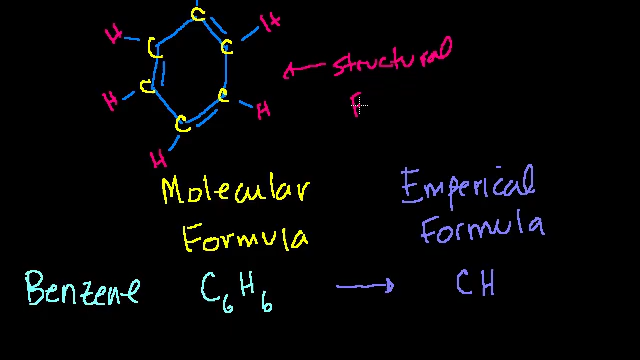 C
H C C H
structural
H C C H
F
C
H
Molecular Emperical
Formula Formula
Benzene C₆H₆ → CH